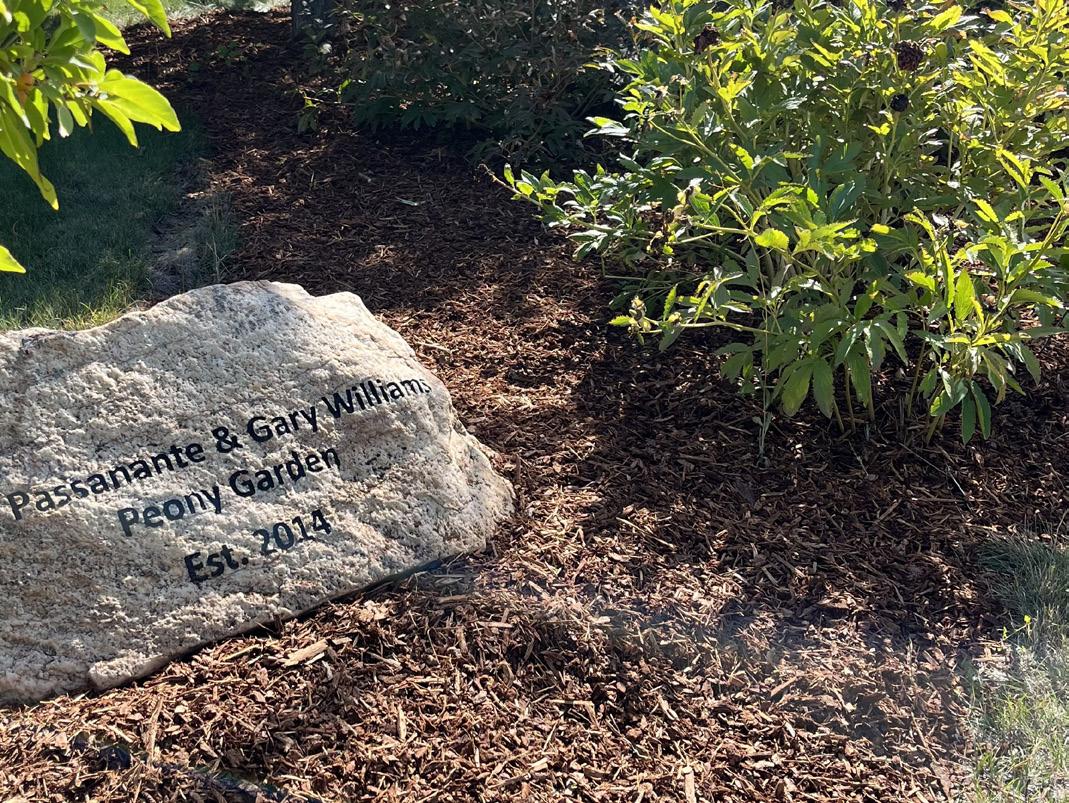 Passanante & Gary Williams
Peony Garden
Est. 2014